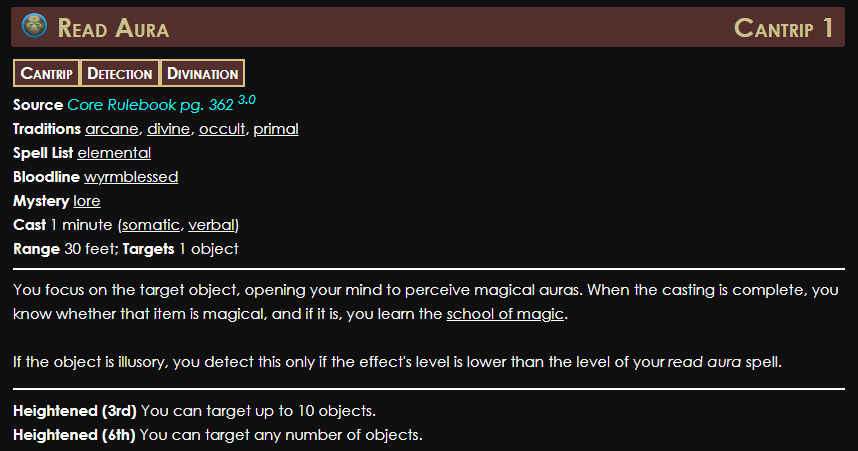 Read Aura Cantrip 1
Cantrip Detection Divination
Source Core Rulebook pg. 362 3.0
Traditions arcane, divine, occult, primal
Spell List elemental
Bloodline wyrmblessed
Mystery lore
Cast 1 minute (somatic, verbal)
Range 30 feet; Targets 1 object
You focus on the target object, opening your mind to perceive magical auras. When the casting is complete, you
know whether that item is magical, and if it is, you learn the school of magic.
If the object is illusory, you detect this only if the effect's level is lower than the level of your read aura spell.
Heightened (3rd) You can target up to 10 objects.
Heightened (6th) You can target any number of objects.